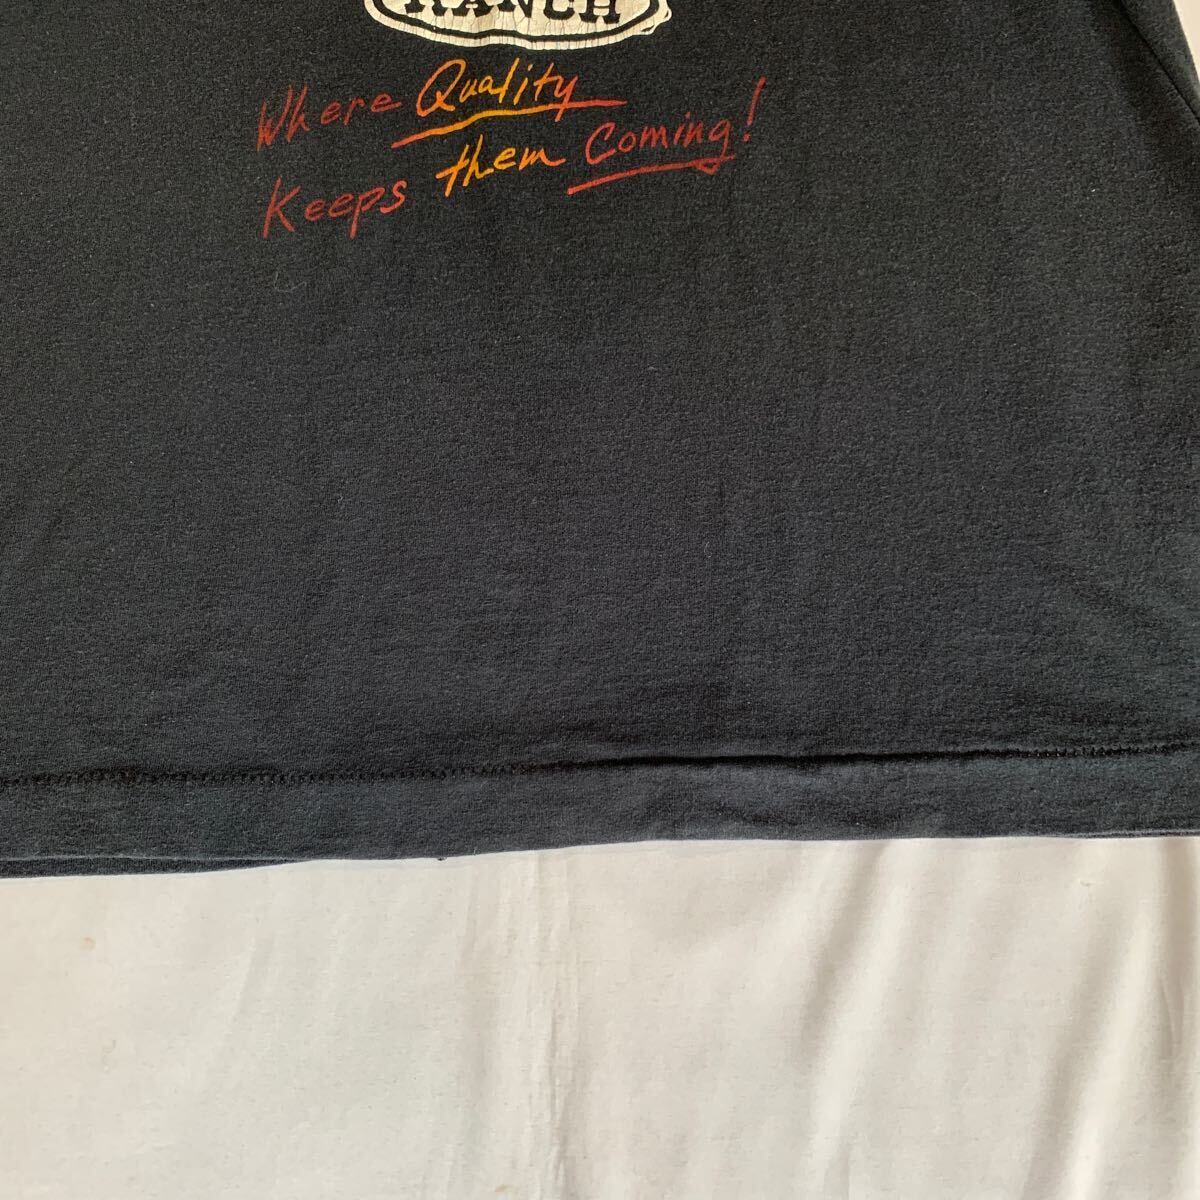 RANCH
Where Quality
Keeps them Coming!